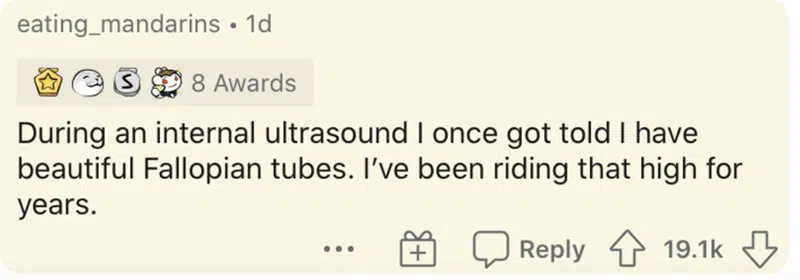 eating_mandarins • 1d
S 8 Awards
During an internal ultrasound I once got told I have
beautiful Fallopian tubes. I’ve been riding that high for
years.
••• Reply 19.1k